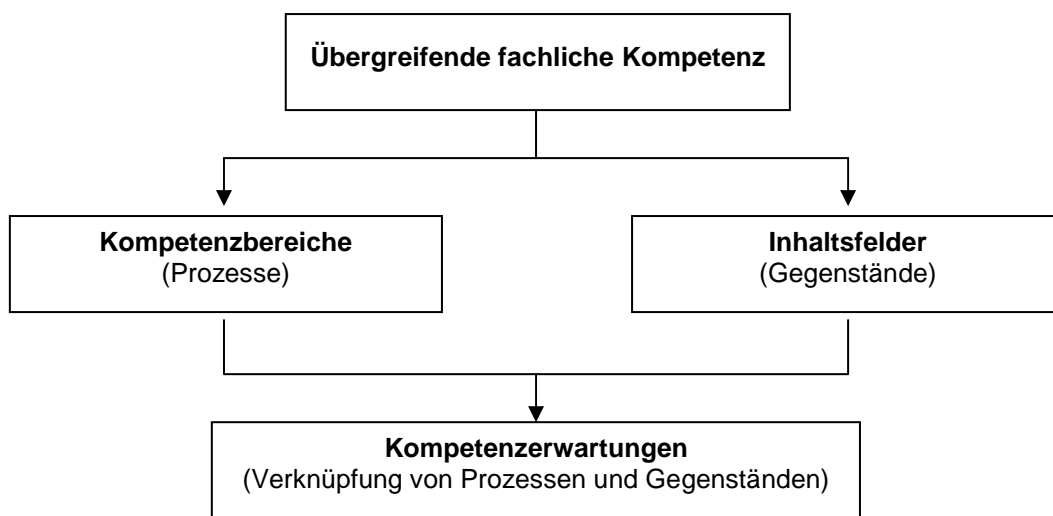 Übergreifende fachliche Kompetenz
Kompetenzbereiche
(Prozesse)
Inhaltsfelder
(Gegenstände)
Kompetenzerwartungen
(Verknüpfung von Prozessen und Gegenständen)